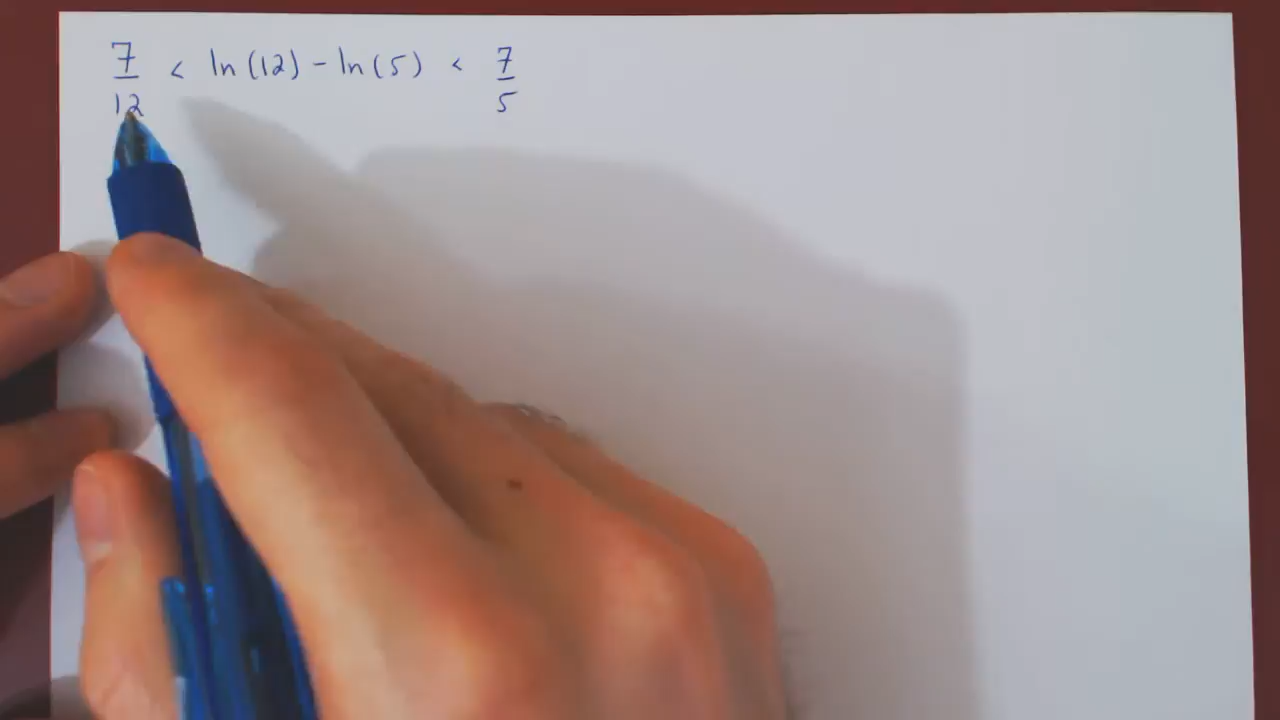 7/12 < ln(12) - ln(5) < 7/5